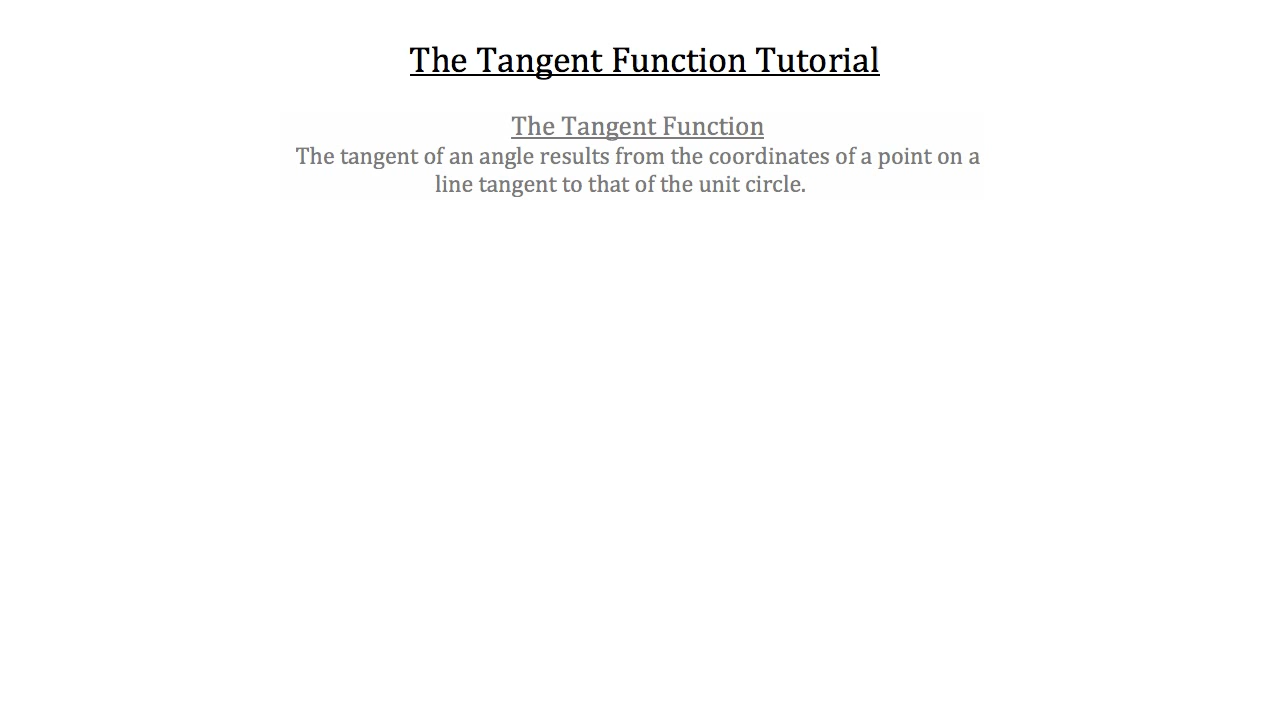 The Tangent Function Tutorial
The Tangent Function
The tangent of an angle results from the coordinates of a point on a
line tangent to that of the unit circle.